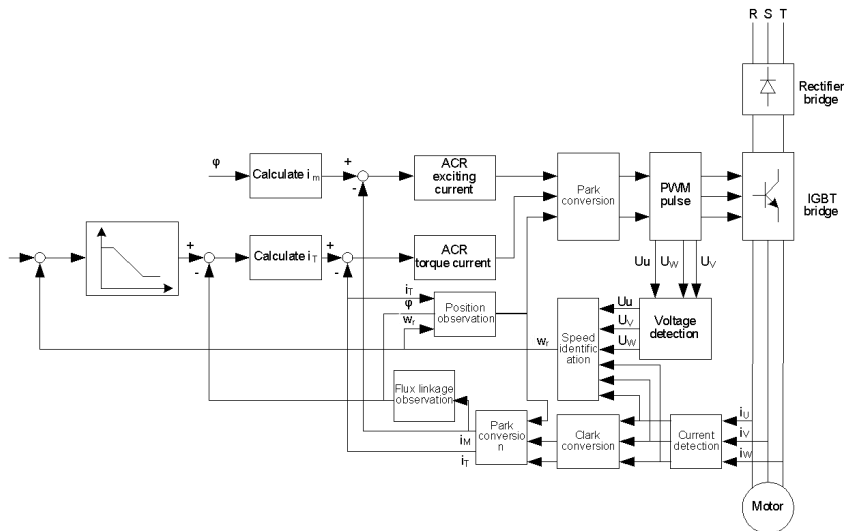 R S T
Rectifier
bridge
φ
Calculate im
+
-
ACR
exciting
current
Park
conversion
PWM
pulse
IGBT
bridge
+
-
Calculate iT
+
-
ACR
torque current
Uu UW UV
iT
φ
wr
Position
observation
wr
Speed
identific
ation
Uu
UV
UW
Voltage
detection
Flux linkage
observation
iM
iT
Park
conversio
n
Clark
conversion
Current
detection
iU
iV
iW
Motor